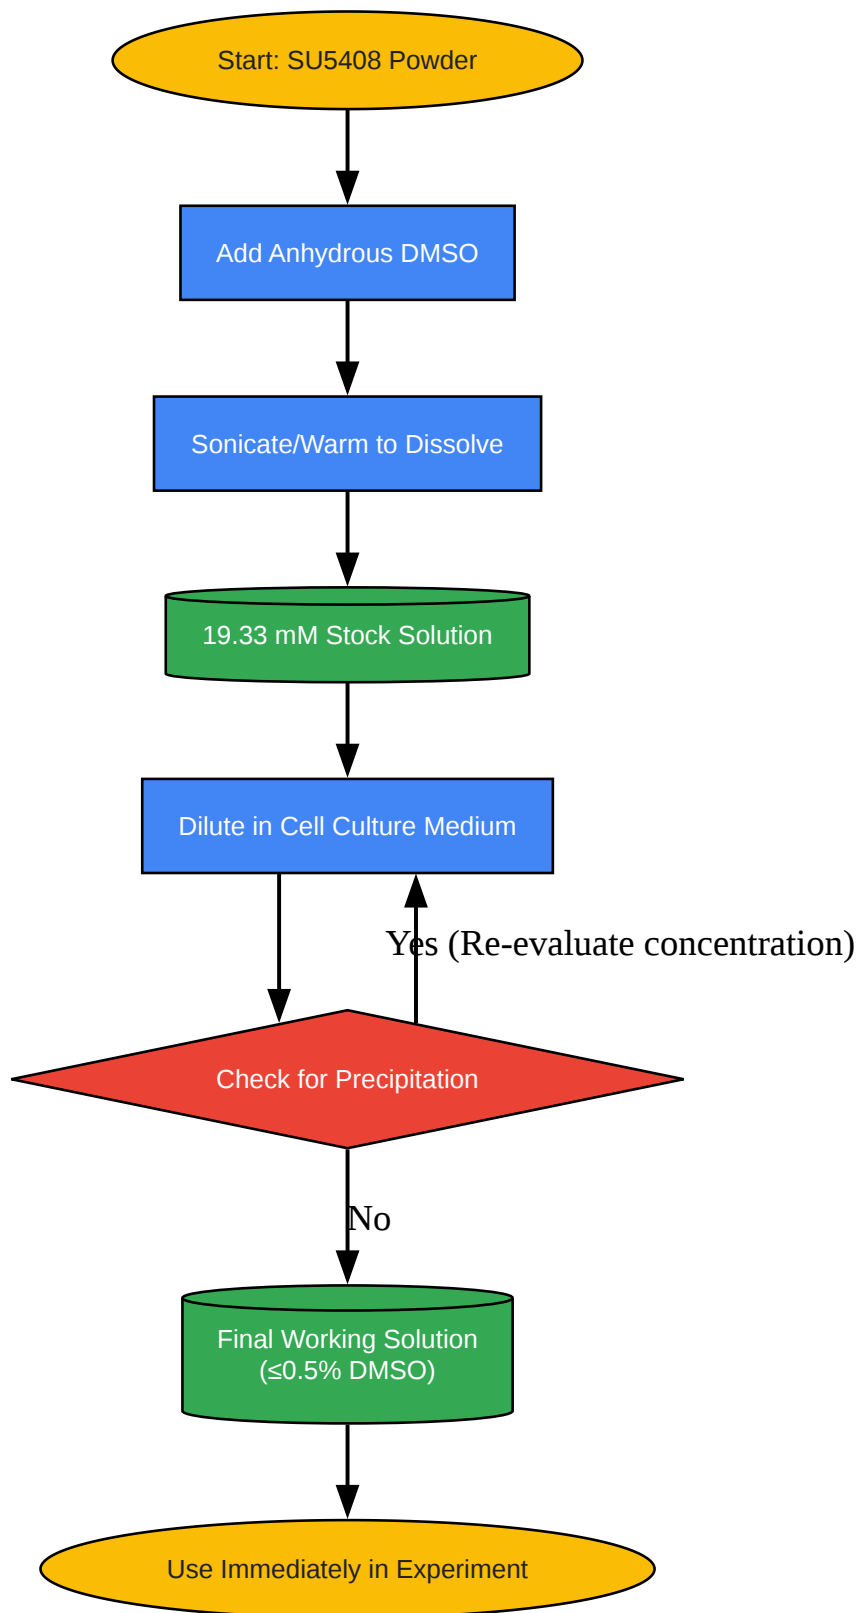 Start: SU5408 Powder
Add Anhydrous DMSO
Sonicate/Warm to Dissolve
19.33 mM Stock Solution
Dilute in Cell Culture Medium
Yes (Re-evaluate concentration)
Check for Precipitation
No
Final Working Solution
(≤0.5% DMSO)
Use Immediately in Experiment